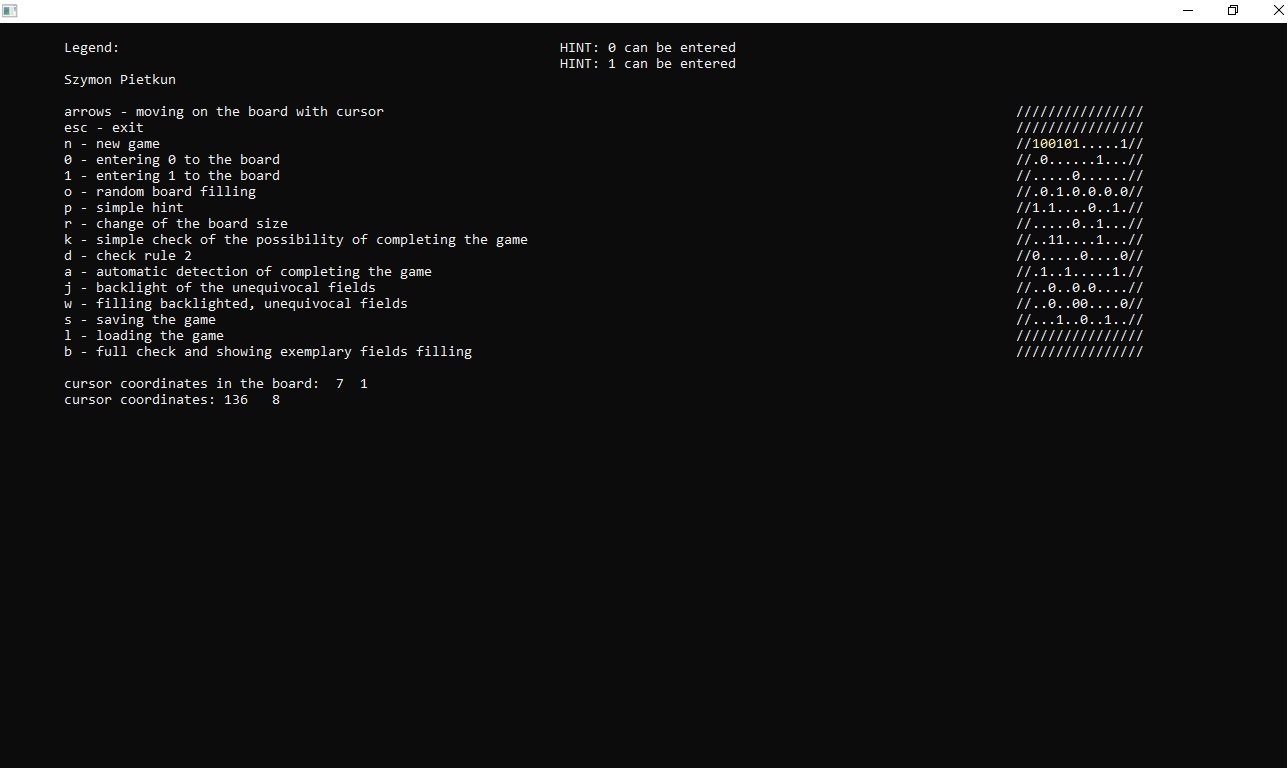 Legend:
HINT: 0 can be entered
HINT: 1 can be entered
Szymon Pietkun
arrows - moving on the board with cursor
esc - exit
n - new game
0 - entering 0 to the board
1 - entering 1 to the board
o - random board filling
p - simple hint
r - change of the board size
k - simple check of the possibility of completing the game
d - check rule 2
a - automatic detection of completing the game
j - backlight of the unequivocal fields
w - filling backlighted, unequivocal fields
s - saving the game
l - loading the game
b - full check and showing exemplary fields filling
cursor coordinates in the board:  7  1
cursor coordinates: 136   8
////////////////
////////////////
//100101.....1//
//.0......1...//
//.....0......//
//.0.1.0.0.0.0//
//1.1....0..1.//
//.....0..1...//
//..11....1...//
//0.....0....0//
//.1..1.....1.//
//..0..0.0....//
//..0..00....0//
//...1..0..1..//
////////////////
////////////////